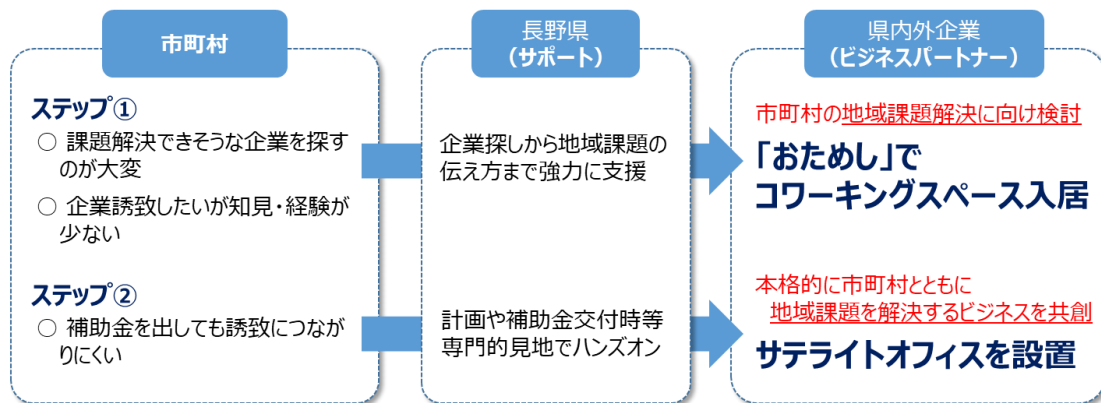 市町村
ステップ①
○ 課題解決できそうな企業を探す
のが大変
○ 企業誘致したいが知見・経験が
少ない
ステップ②
○ 補助金を出しても誘致につなが
りにくい
長野県
（サポート）
企業探しから地域課題の
伝え方まで強力に支援
計画や補助金交付時等
専門的見地でハンズオン
県内外企業
（ビジネスパートナー）
市町村の地域課題解決に向け検討
「おためし」で
コワーキングスペース入居
本格的に市町村とともに
地域課題を解決するビジネスを共創
サテライトオフィスを設置